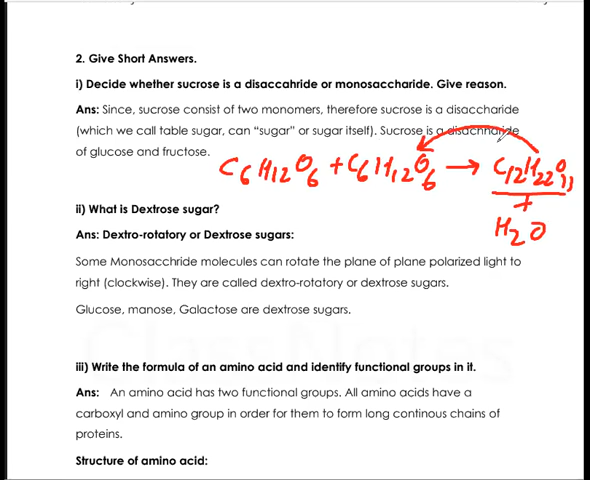 2. Give Short Answers.
i) Decide whether sucrose is a disaccahride or monosaccharide. Give reason.
Ans: Since, sucrose consist of two monomers, therefore sucrose is a disaccharide
(which we call table sugar, can “sugar” or sugar itself). Sucrose is a disachharide
of glucose and fructose.
C6H12O6 + C6H12O6 → C12H22O11
+
H2O
ii) What is Dextrose sugar?
Ans: Dextro-rotatory or Dextrose sugars:
Some Monosacchride molecules can rotate the plane of plane polarized light to
right (clockwise). They are called dextro-rotatory or dextrose sugars.
Glucose, manose, Galactose are dextrose sugars.
iii) Write the formula of an amino acid and identify functional groups in it.
Ans: An amino acid has two functional groups. All amino acids have a
carboxyl and amino group in order for them to form long continous chains of
proteins.
Structure of amino acid: